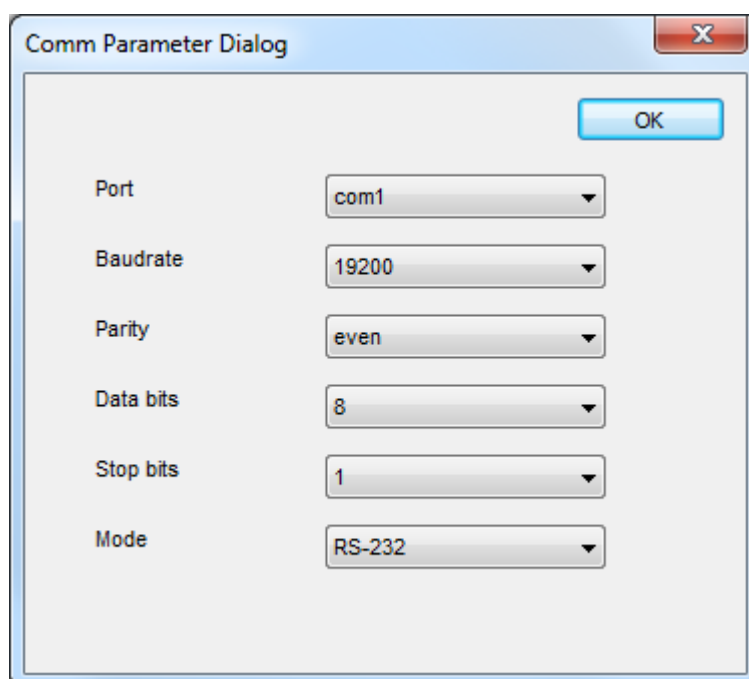 Comm Parameter Dialog
OK
Port com1
Baudrate 19200
Parity even
Data bits 8
Stop bits 1
Mode RS-232